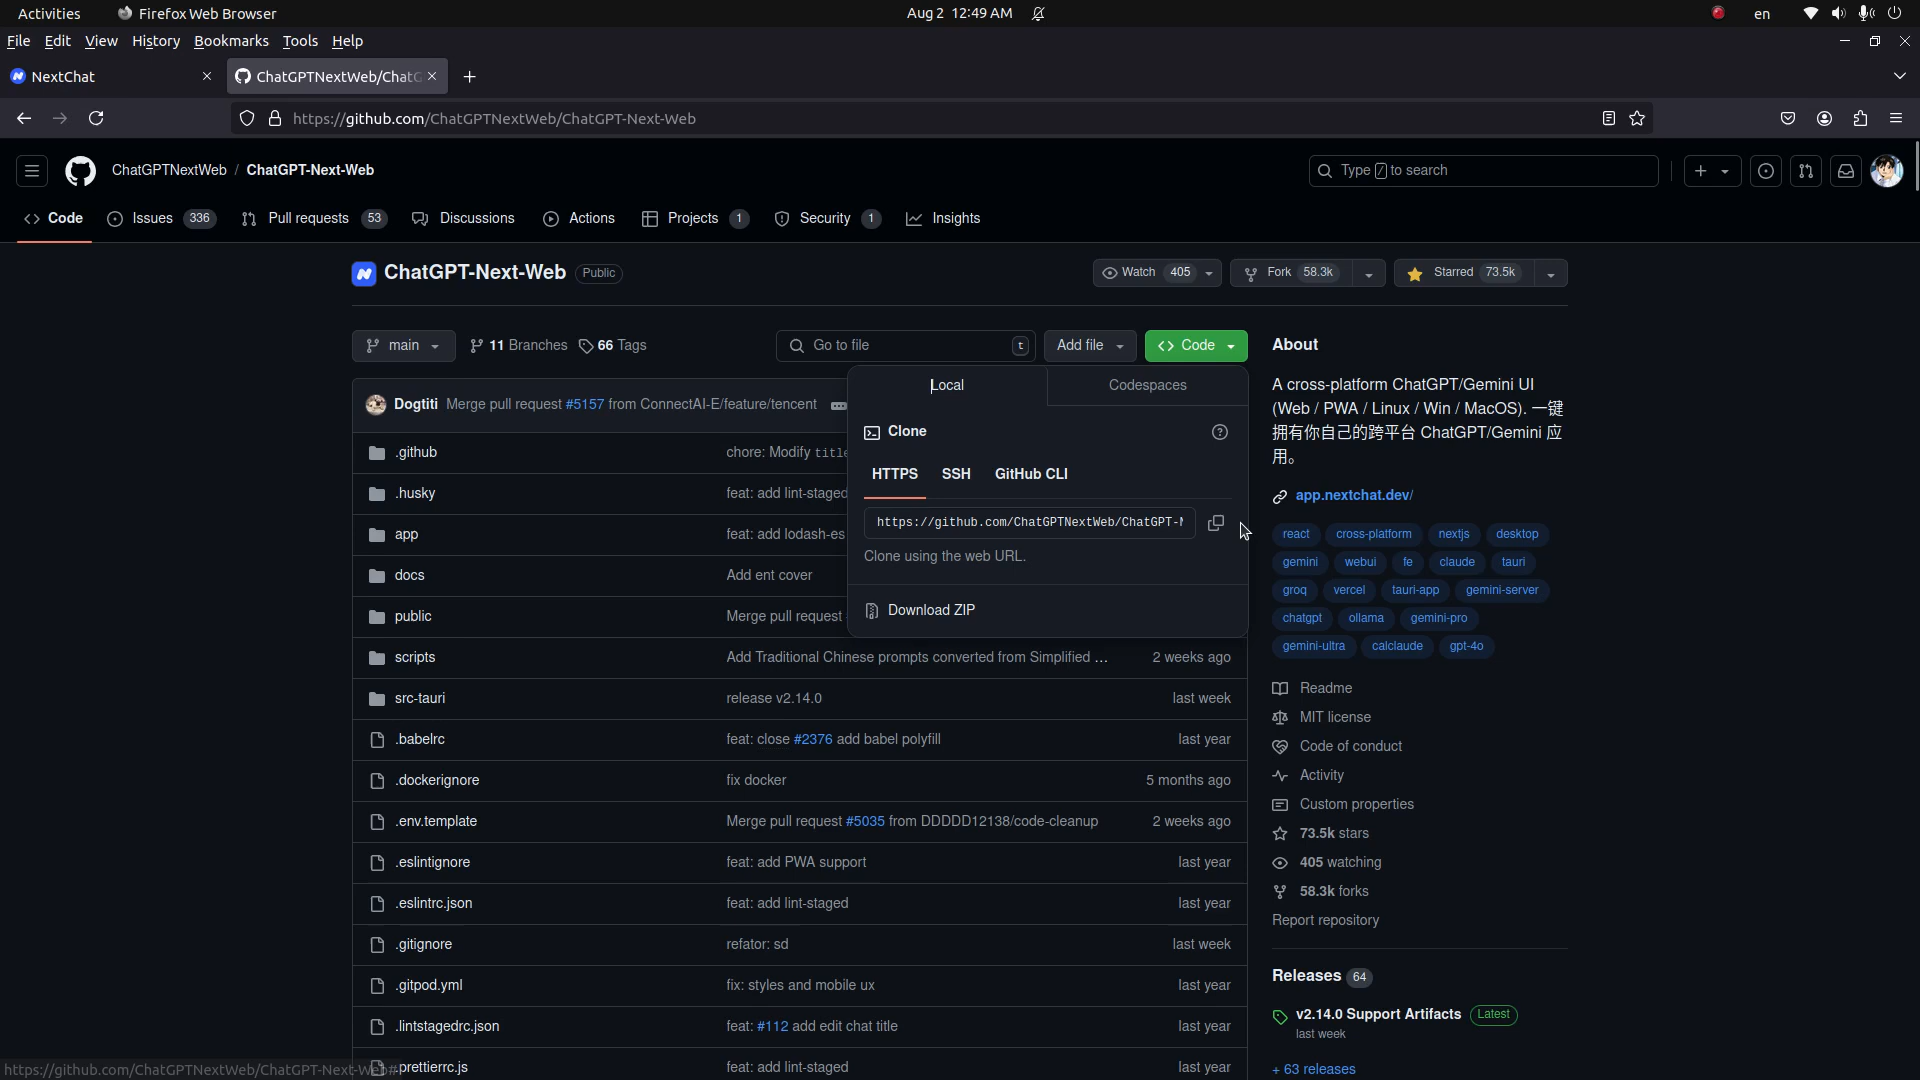 Activities Firefox Web Browser Aug 2 12:49 AM en
File Edit View History Bookmarks Tools Help
NextChat ChatGPTNextWeb/ChatG
https://github.com/ChatGPTNextWeb/ChatGPT-Next-Web
ChatGPTNextWeb / ChatGPT-Next-Web Type / to search
Code Issues 336 Pull requests 53 Discussions Actions Projects 1 Security 1 Insights
ChatGPT-Next-Web Public Watch 405 Fork 58.3k Starred 73.5k
main 11 Branches 66 Tags Go to file t Add file Code
Local Codespaces
Clone
HTTPS SSH GitHub CLI
https://github.com/ChatGPTNextWeb/ChatGPT-N
Clone using the web URL.
Download ZIP
Dogtiti Merge pull request #5157 from ConnectAI-E/feature/tencent
.github chore: Modify title
.husky feat: add lint-staged
app feat: add lodash-es
docs Add ent cover
public Merge pull request
scripts Add Traditional Chinese prompts converted from Simplified ... 2 weeks ago
src-tauri release v2.14.0 last week
.babelrc feat: close #2376 add babel polyfill last year
.dockerignore fix docker 5 months ago
.env.template Merge pull request #5035 from DDDDD12138/code-cleanup 2 weeks ago
.eslintignore feat: add PWA support last year
.eslintrc.json feat: add lint-staged last year
.gitignore refator: sd last week
.gitpod.yml fix: styles and mobile ux last year
.lintstagedrc.json feat: #112 add edit chat title last year
.prettierrc.js feat: add lint-staged last year
About
A cross-platform ChatGPT/Gemini UI
(Web / PWA / Linux / Win / MacOS). 一键
拥有你自己的跨平台 ChatGPT/Gemini 应
用。
app.nextchat.dev/
react cross-platform nextjs desktop
gemini webui fe claude tauri
groq vercel tauri-app gemini-server
chatgpt ollama gemini-pro
gemini-ultra calclaude gpt-4o
Readme
MIT license
Code of conduct
Activity
Custom properties
73.5k stars
405 watching
58.3k forks
Report repository
Releases 64
v2.14.0 Support Artifacts Latest
last week
+ 63 releases
https://github.com/ChatGPTNextWeb/ChatGPT-Next-Web#